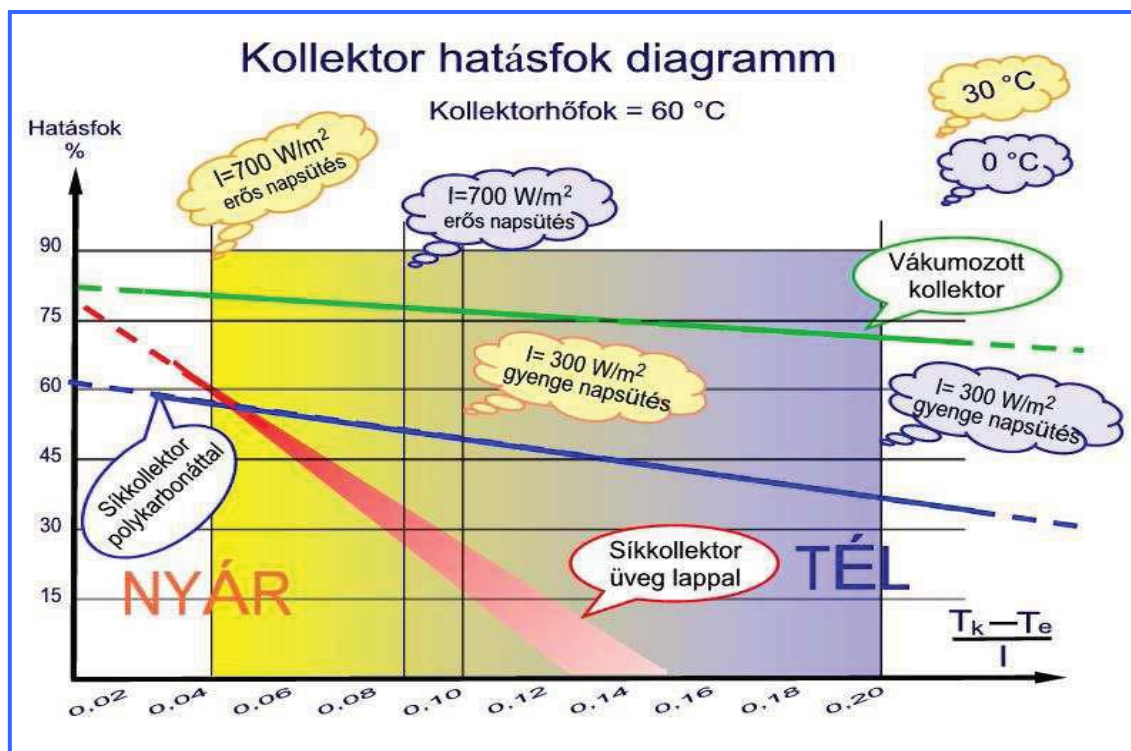 Kollektor hatásfok diagramm
Kollektorhőfok = 60 °C
Hatásfok
%
I=700 W/m²
erős napsütés
I=700 W/m²
erős napsütés
30 °C
0 °C
90
75
60
45
30
15
Vákumozott
kollektor
I= 300 W/m²
gyenge napsütés
I= 300 W/m²
gyenge napsütés
Síkkollektor
polykarbonáttal
Síkkollektor
üveg lappal
NYÁR
TÉL
Tk —Te
I
0.02 0.04 0.06 0.08 0.10 0.12 0.14 0.16 0.18 0.20